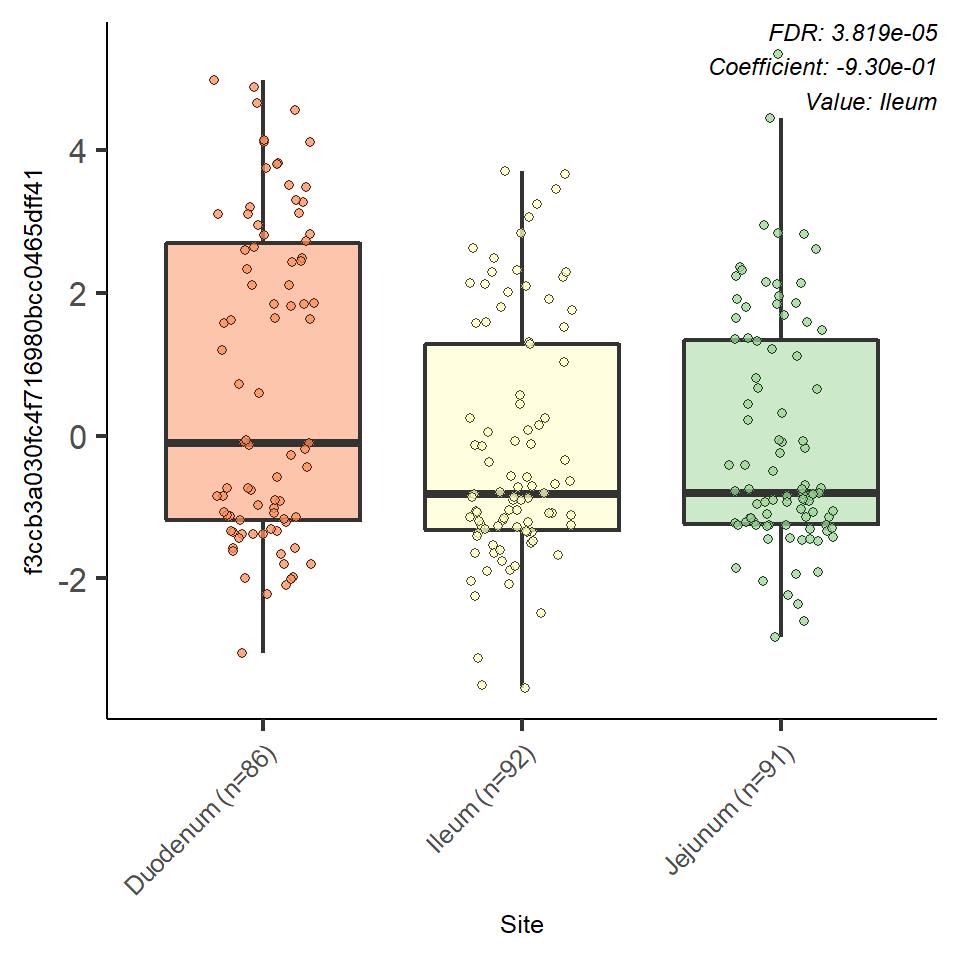 FDR: 3.819e-05
Coefficient: -9.30e-01
Value: Ileum
f3ccb3a030fc4f716980bcc0465dff41
4
2
0
-2
Duodenum (n=86)
Ileum (n=92)
Jejunum (n=91)
Site